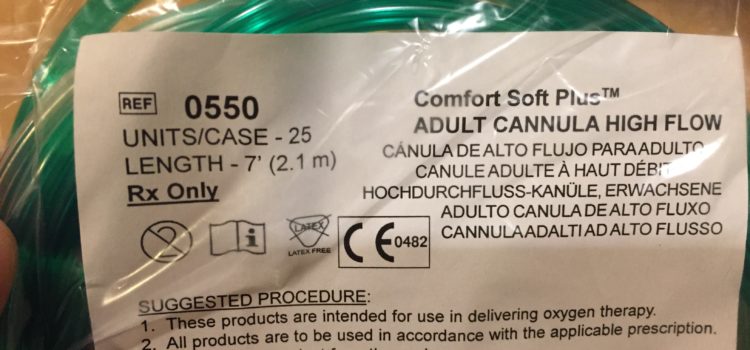 REF 0550
UNITS/CASE - 25
LENGTH - 7' (2.1 m)
Rx Only
Comfort Soft Plus™
ADULT CANNULA HIGH FLOW
CÁNULA DE ALTO FLUJO PARA ADULTO
CANULE ADULTE À HAUT DÉBIT
HOCHDURCHFLUSS-KANÜLE, ERWACHSENE
ADULTO CANULA DE ALTO FLUXO
CANNULA ADALTI AD ALTO FLUSSO
2
i
LATEX
LATEX FREE
CE 0482
SUGGESTED PROCEDURE:
1. These products are intended for use in delivering oxygen therapy.
2. All products are to be used in accordance with the applicable prescription.